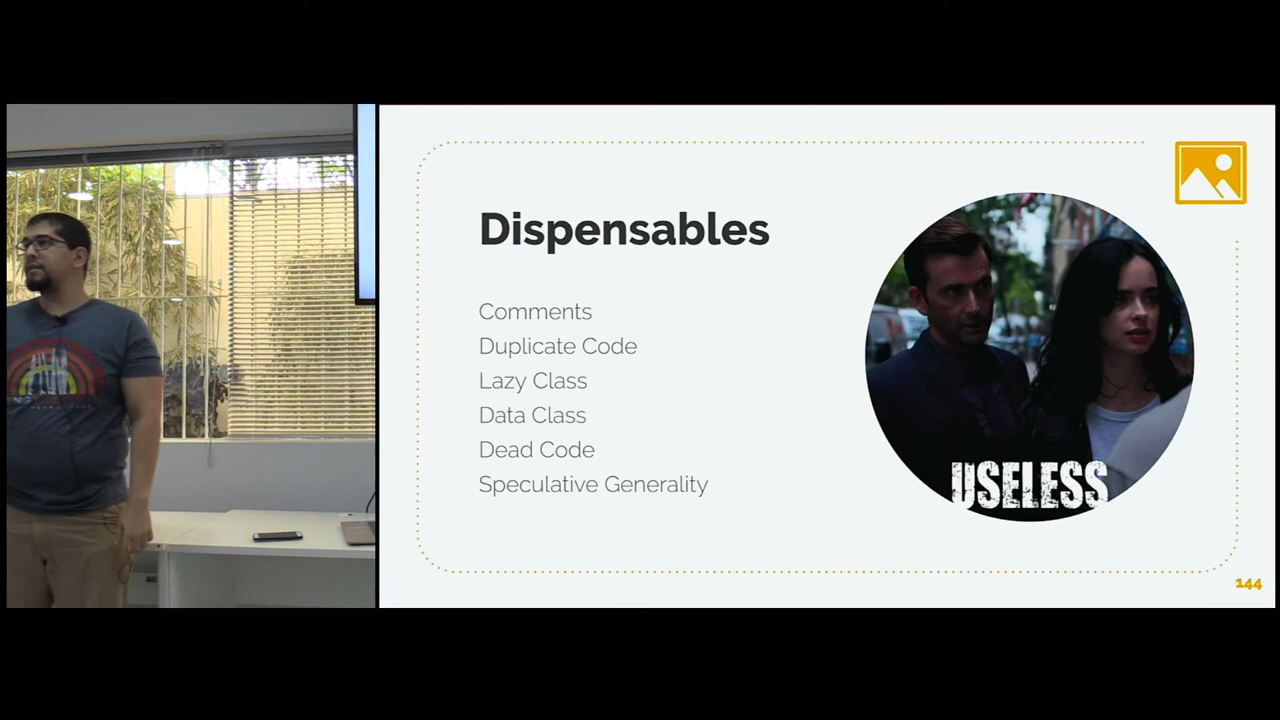 Dispensables
Comments
Duplicate Code
Lazy Class
Data Class
Dead Code
Speculative Generality
USELESS
144